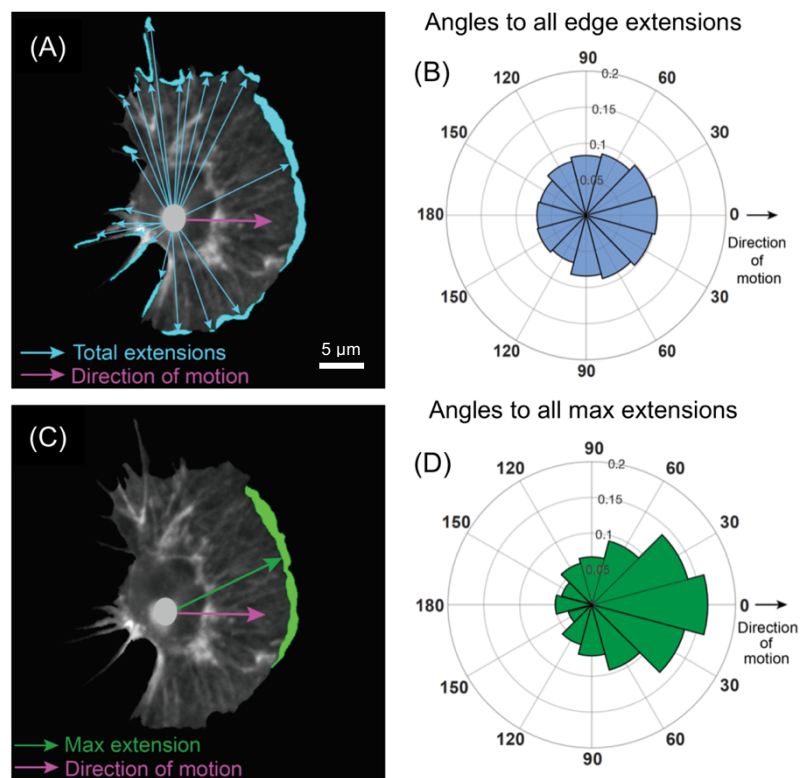 Angles to all edge extensions
(A)
(B)
90
0.2
120
60
0.15
150
0.1
30
0.05
180
0
Direction
of
motion
150
30
120
60
90
Total extensions
5 µm
Direction of motion
Angles to all max extensions
(C)
(D)
90
0.2
120
60
0.15
150
0.1
30
0.05
180
0
Direction
of
motion
150
30
120
60
90
Max extension
Direction of motion